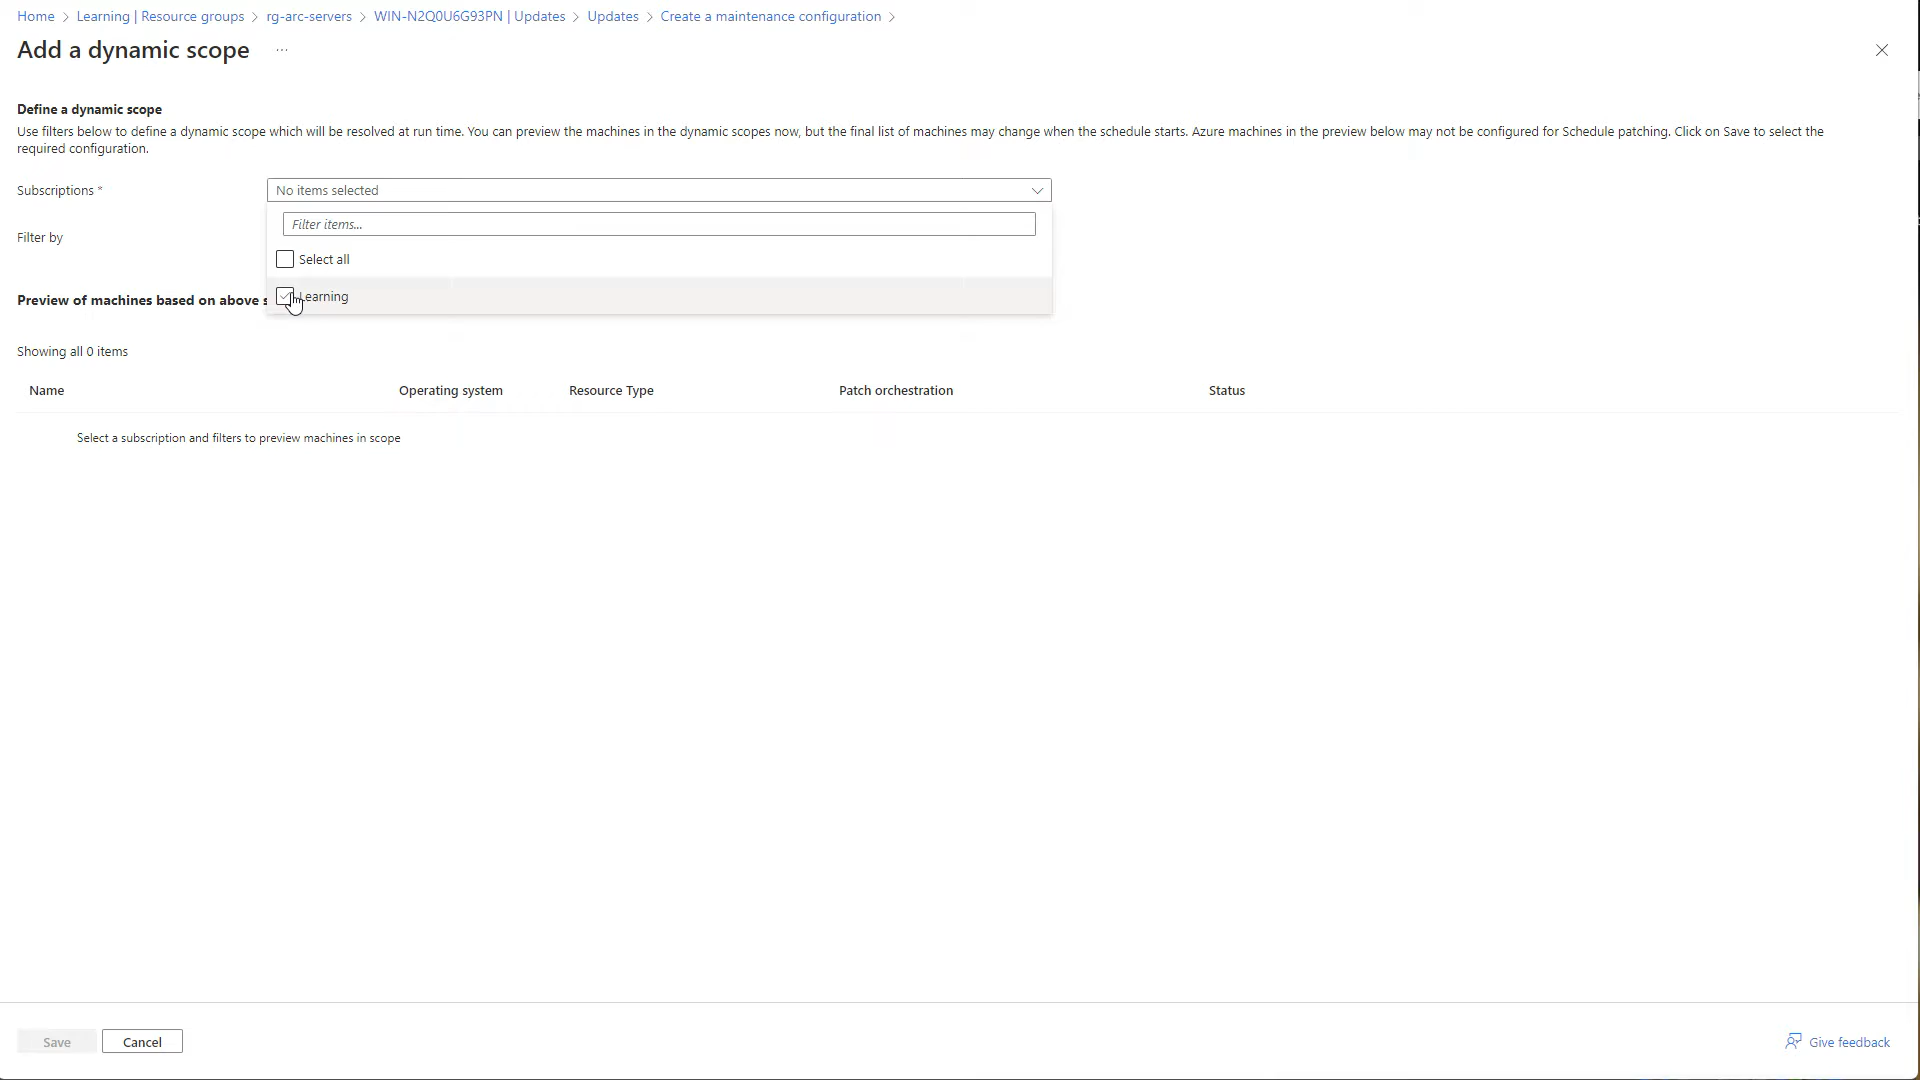 Home > Learning | Resource groups > rg-arc-servers > WIN-N2Q0U6G93PN | Updates > Updates > Create a maintenance configuration >
Add a dynamic scope ...
Define a dynamic scope
Use filters below to define a dynamic scope which will be resolved at run time. You can preview the machines in the dynamic scopes now, but the final list of machines may change when the schedule starts. Azure machines in the preview below may not be configured for Schedule patching. Click on Save to select the
required configuration.
Subscriptions *
No items selected
Filter items...
Filter by
Select all
Learning
Preview of machines based on above s
Showing all 0 items
Name Operating system Resource Type Patch orchestration Status
Select a subscription and filters to preview machines in scope
Save Cancel Give feedback